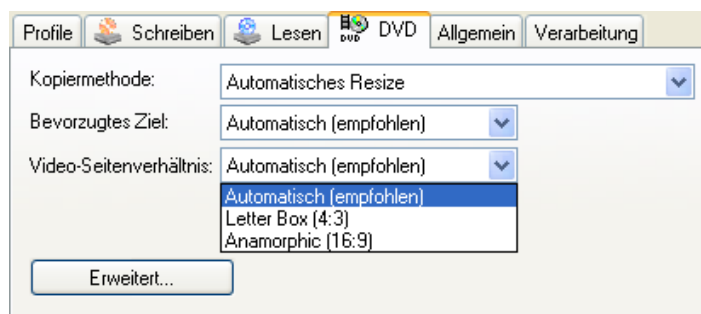 Profile Schreiben Lesen DVD DVD Allgemein Verarbeitung
Kopiermethode: Automatisches Resize
Bevorzugtes Ziel: Automatisch (empfohlen)
Video-Seitenverhältnis: Automatisch (empfohlen)
Automatisch (empfohlen)
Letter Box (4:3)
Anamorphic (16:9)
Erweitert...